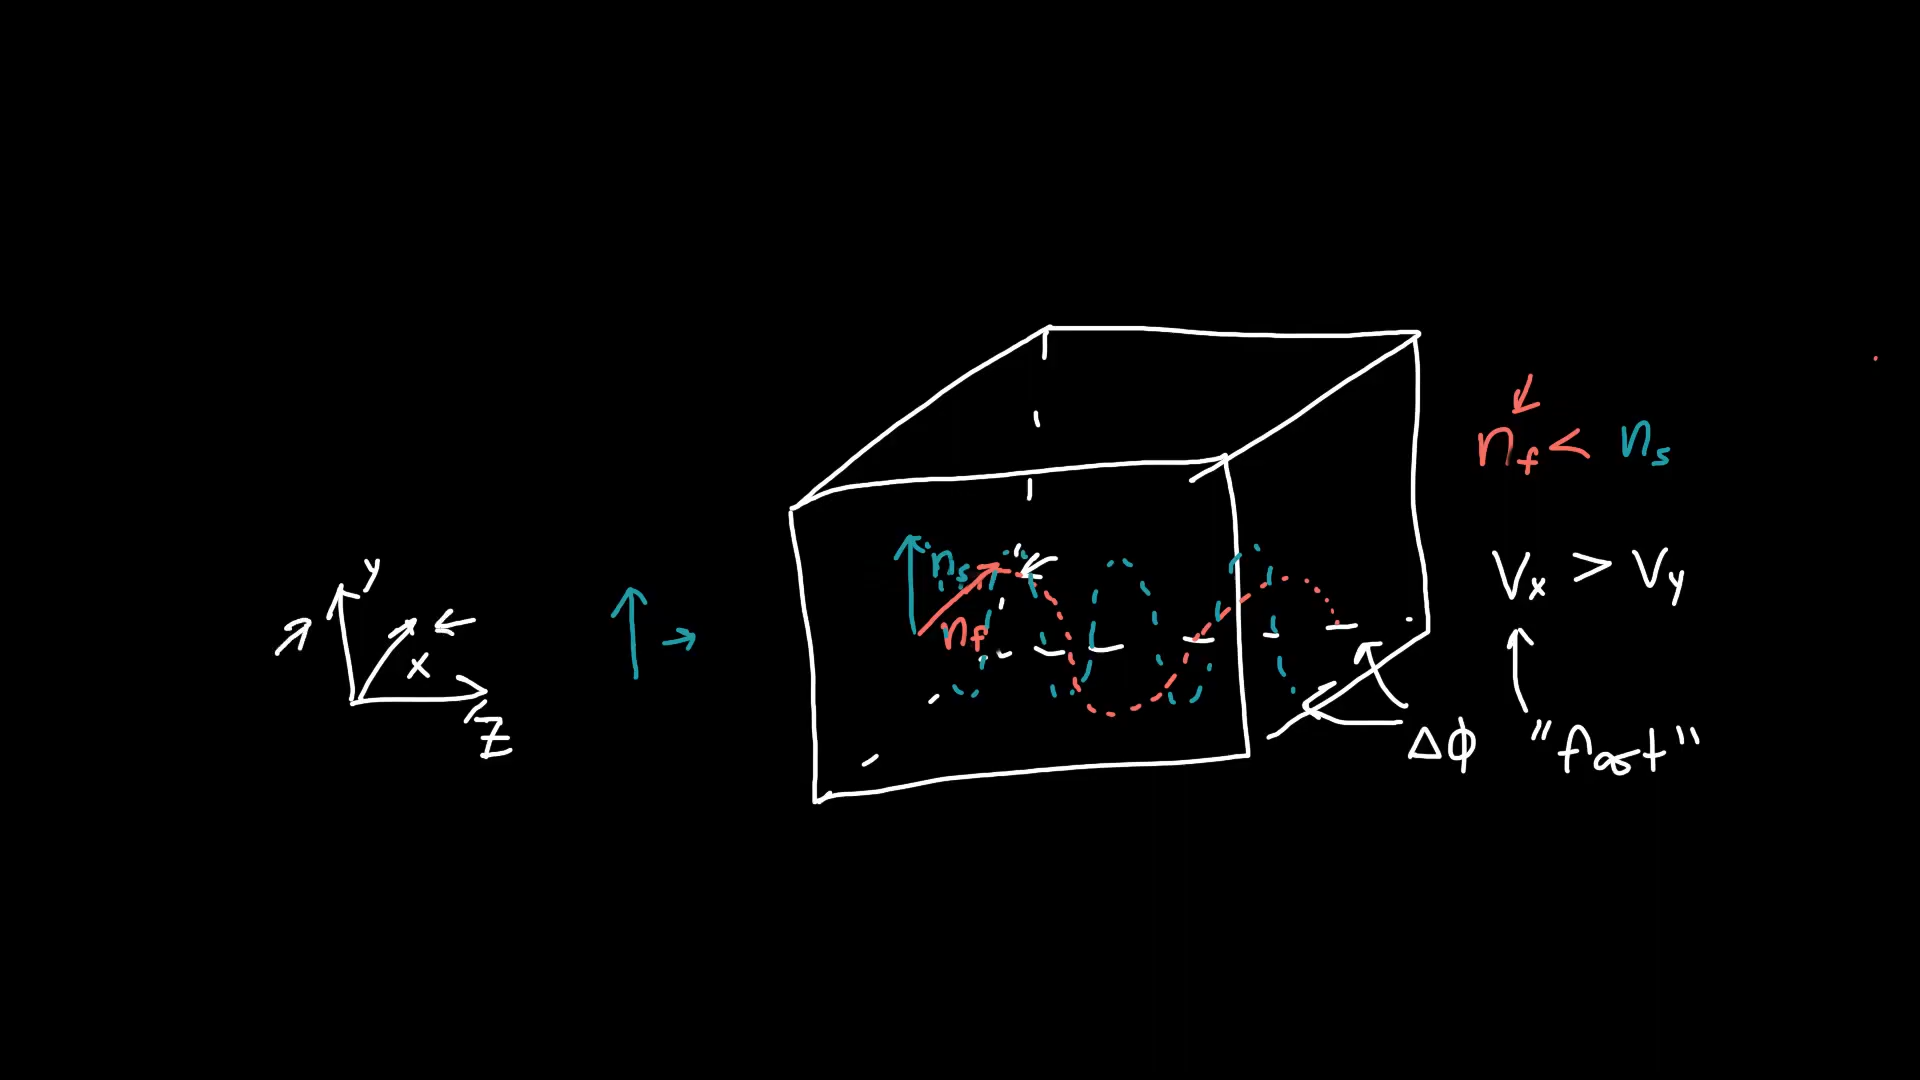 n_f < n_s
n_s
V_x > V_y
y
n_f
x
z
Δϕ
"fast"